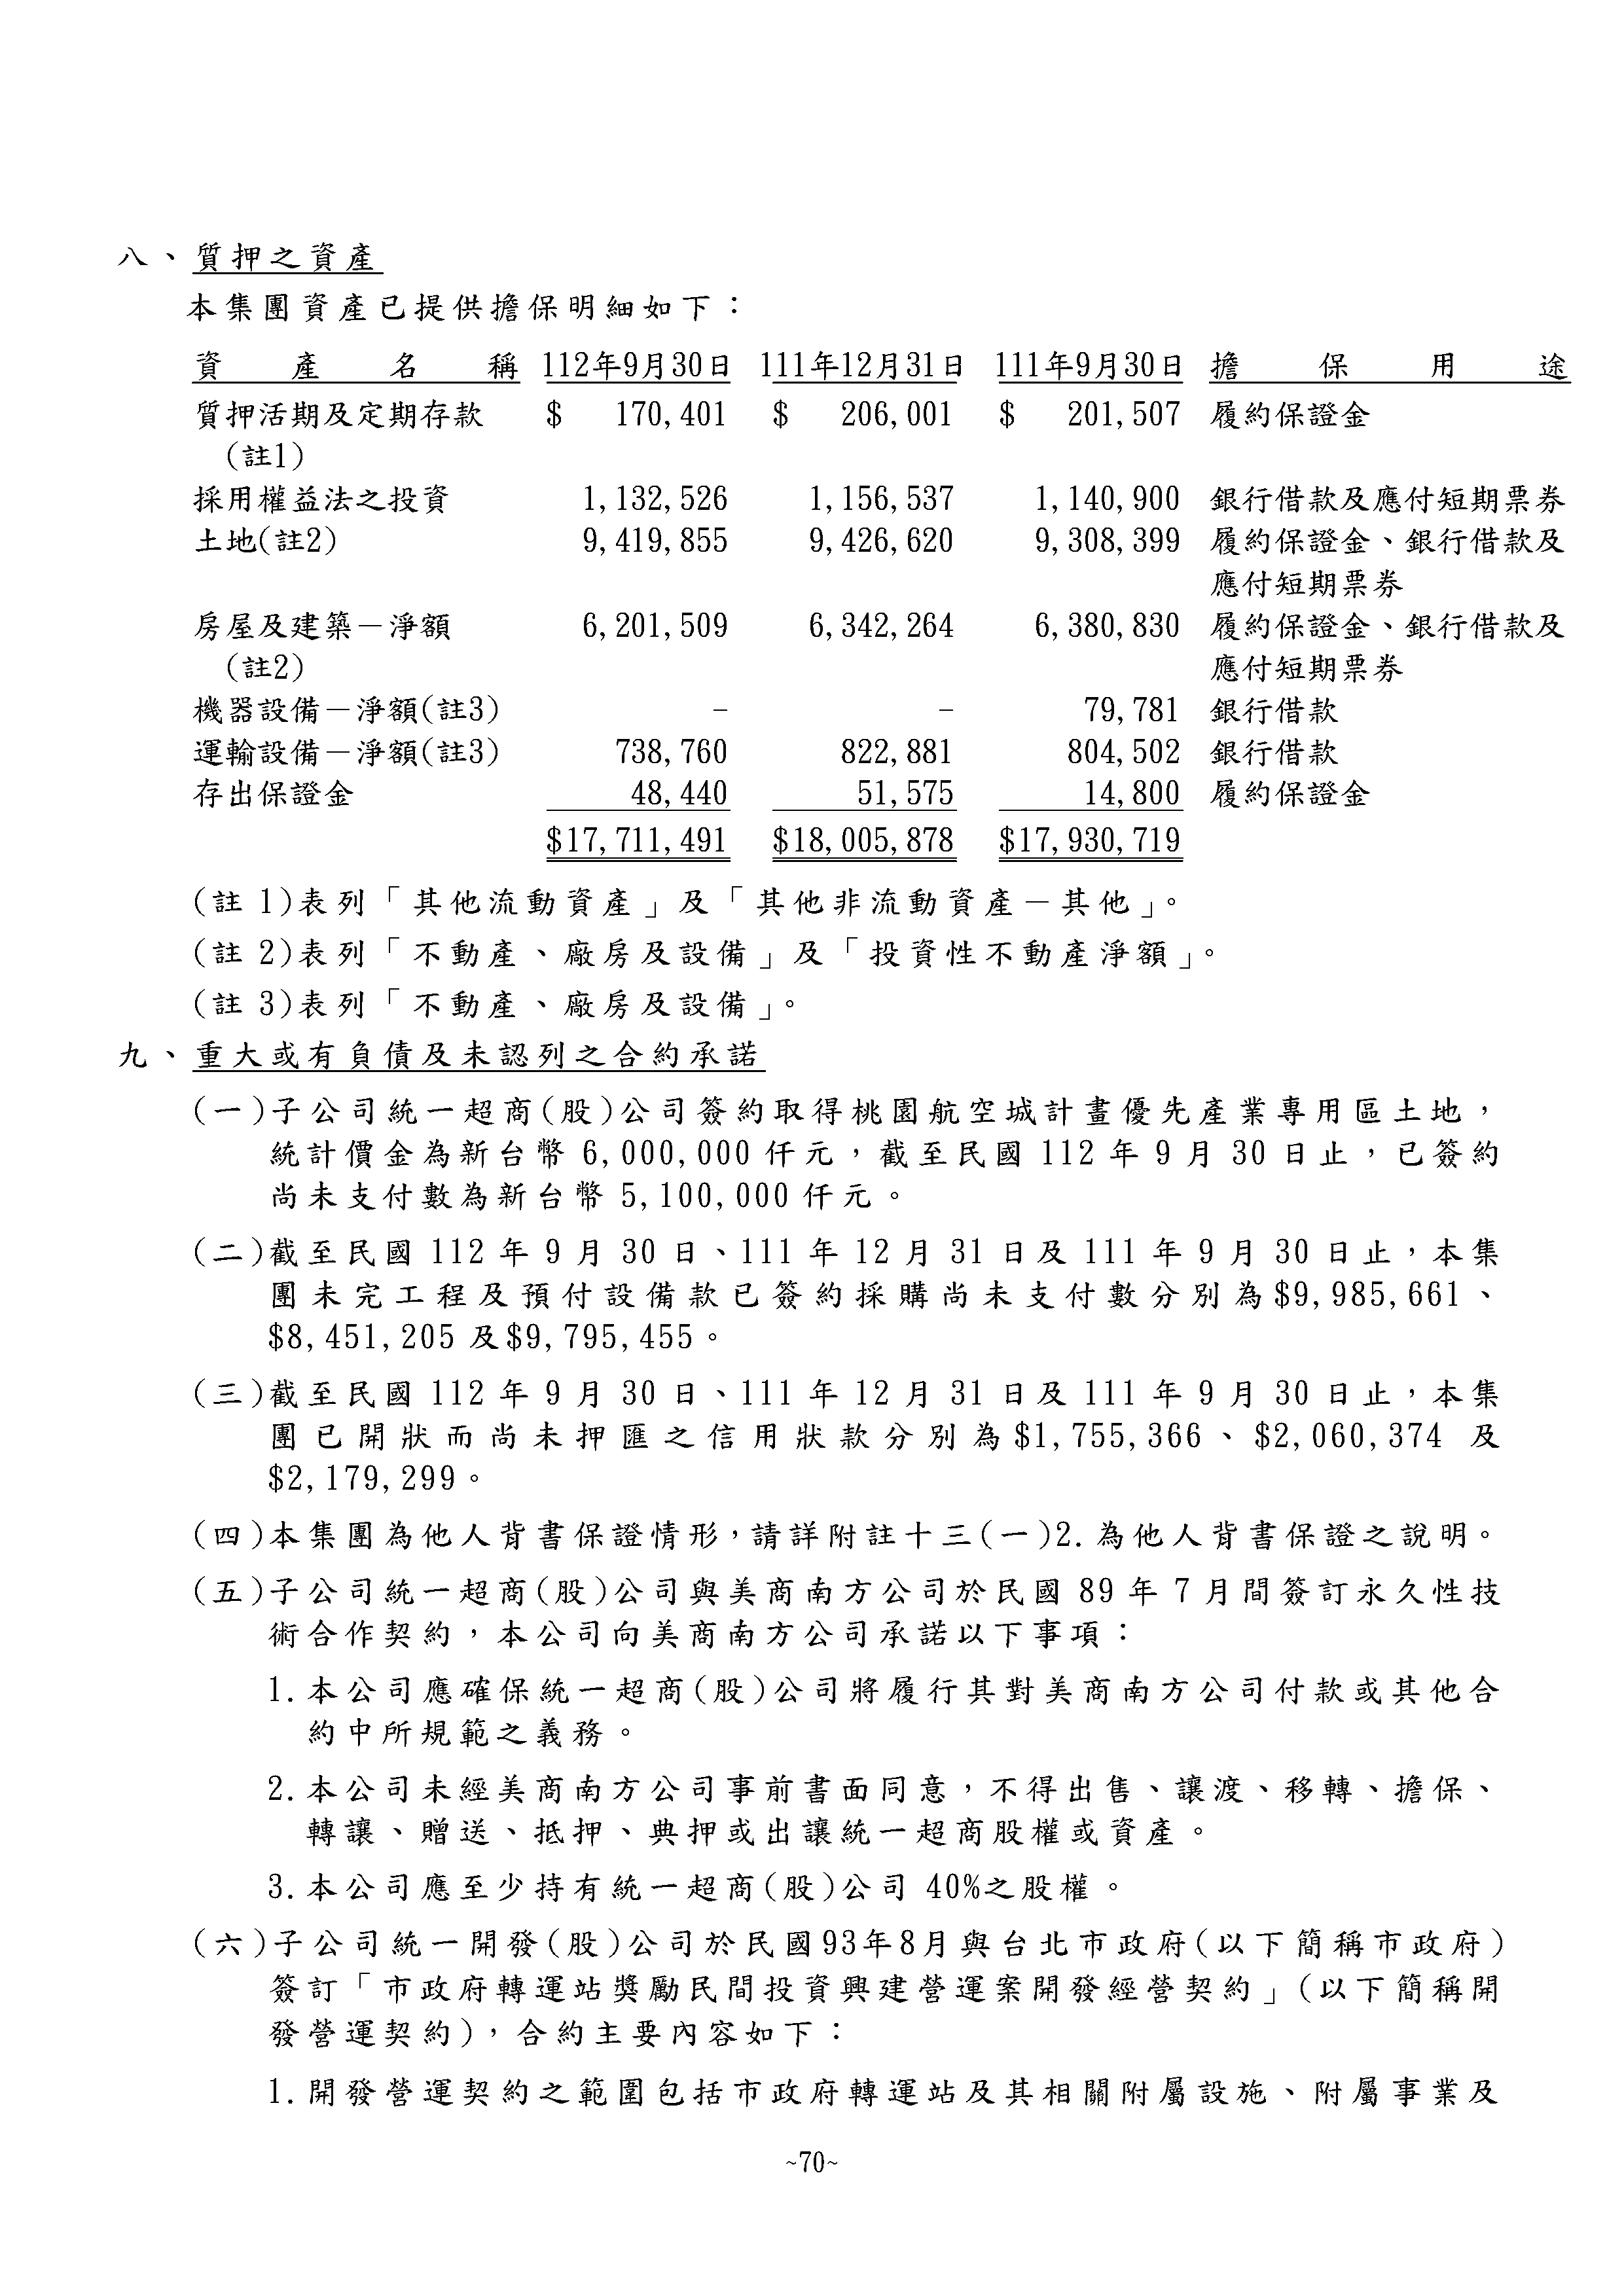 八、質押之資產
本集團資產已提供擔保明細如下：
資產名稱 112年9月30日 111年12月31日 111年9月30日 擔保用途
質押活期及定期存款 $ 170,401 $ 206,001 $ 201,507 履約保證金
(註1)
採用權益法之投資 1,132,526 1,156,537 1,140,900 銀行借款及應付短期票券
土地(註2) 9,419,855 9,426,620 9,308,399 履約保證金、銀行借款及
應付短期票券
房屋及建築－淨額 6,201,509 6,342,264 6,380,830 履約保證金、銀行借款及
(註2) 應付短期票券
機器設備－淨額(註3) － － 79,781 銀行借款
運輸設備－淨額(註3) 738,760 822,881 804,502 銀行借款
存出保證金 48,440 51,575 14,800 履約保證金
$17,711,491 $18,005,878 $17,930,719
(註 1)表列「其他流動資產」及「其他非流動資產－其他」。
(註 2)表列「不動產、廠房及設備」及「投資性不動產淨額」。
(註 3)表列「不動產、廠房及設備」。
九、重大或有負債及未認列之合約承諾
(一)子公司統一超商(股)公司簽約取得桃園航空城計畫優先產業專用區土地，
統計價金為新台幣 6,000,000 仟元，截至民國 112 年 9 月 30 日止，已簽約
尚未支付數為新台幣 5,100,000 仟元。
(二)截至民國 112 年 9 月 30 日、111 年 12 月 31 日及 111 年 9 月 30 日止，本集
團未完工程及預付設備款已簽約採購尚未支付數分別為$9,985,661、
$8,451,205 及$9,795,455。
(三)截至民國 112 年 9 月 30 日、111 年 12 月 31 日及 111 年 9 月 30 日止，本集
團已開狀而尚未押匯之信用狀款分別為$1,755,366、$2,060,374 及
$2,179,299。
(四)本集團為他人背書保證情形，請詳附註十三(一)2.為他人背書保證之說明。
(五)子公司統一超商(股)公司與美商南方公司於民國 89 年 7 月間簽訂永久性技
術合作契約，本公司向美商南方公司承諾以下事項：
1.本公司應確保統一超商(股)公司將履行其對美商南方公司付款或其他合
約中所規範之義務。
2.本公司未經美商南方公司事前書面同意，不得出售、讓渡、移轉、擔保、
轉讓、贈送、抵押、典押或出讓統一超商股權或資產。
3.本公司應至少持有統一超商(股)公司 40%之股權。
(六)子公司統一開發(股)公司於民國93年8月與台北市政府(以下簡稱市政府)
簽訂「市政府轉運站獎勵民間投資興建營運案開發經營契約」(以下簡稱開
發營運契約)，合約主要內容如下：
1.開發營運契約之範圍包括市政府轉運站及其相關附屬設施、附屬事業及
~70~